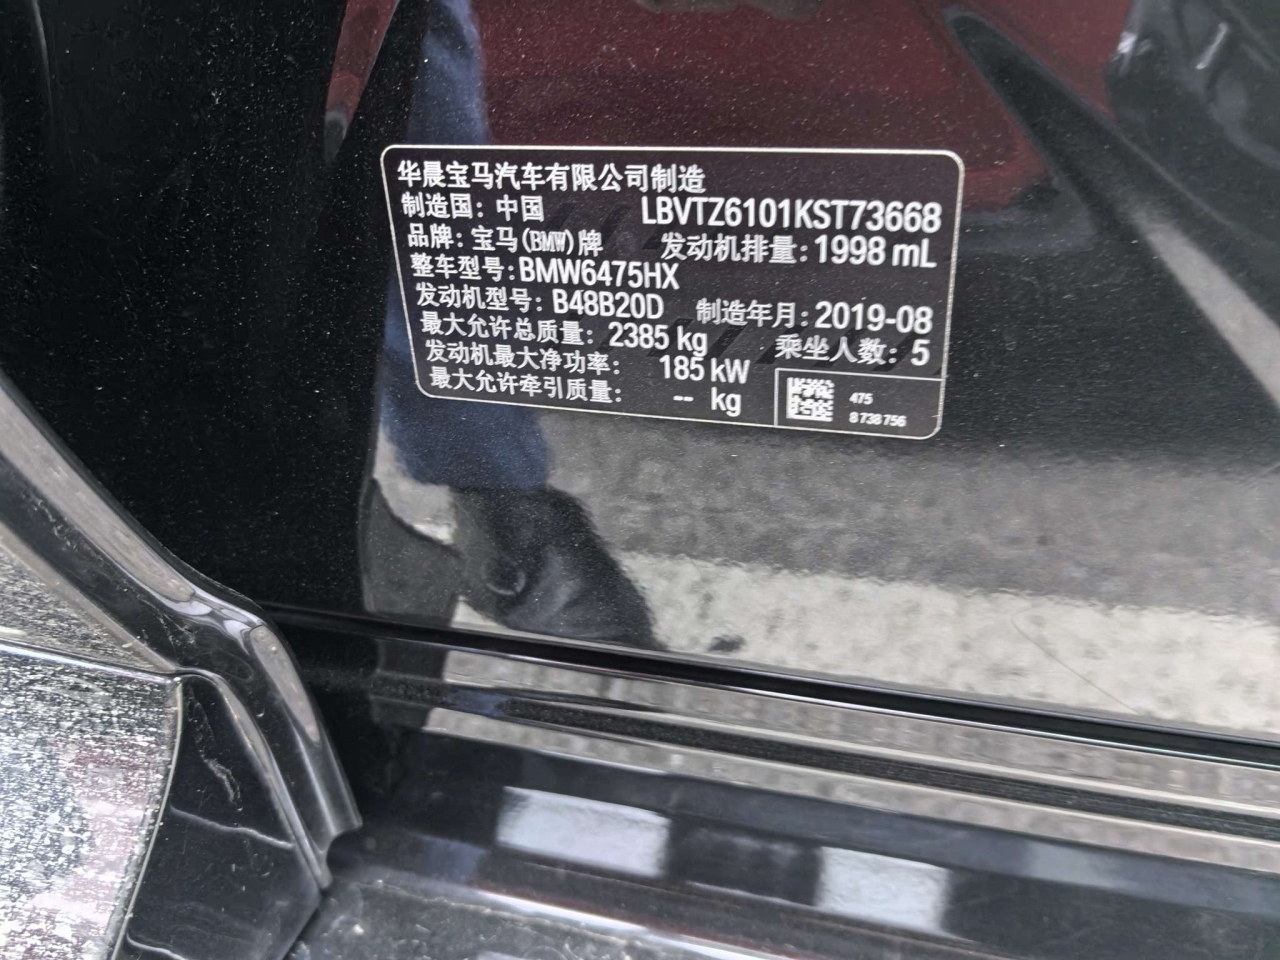 华晨宝马汽车有限公司制造
制造国：中国 LBVTZ6101KST73668
品牌：宝马(BMW)牌 发动机排量：1998 mL
整车型号：BMW6475HX
发动机型号：B48B20D 制造年月：2019-08
最大允许总质量：2385 kg 乘坐人数：5
发动机最大净功率： 185 kW
最大允许牵引质量： -- kg
475
8 738 756